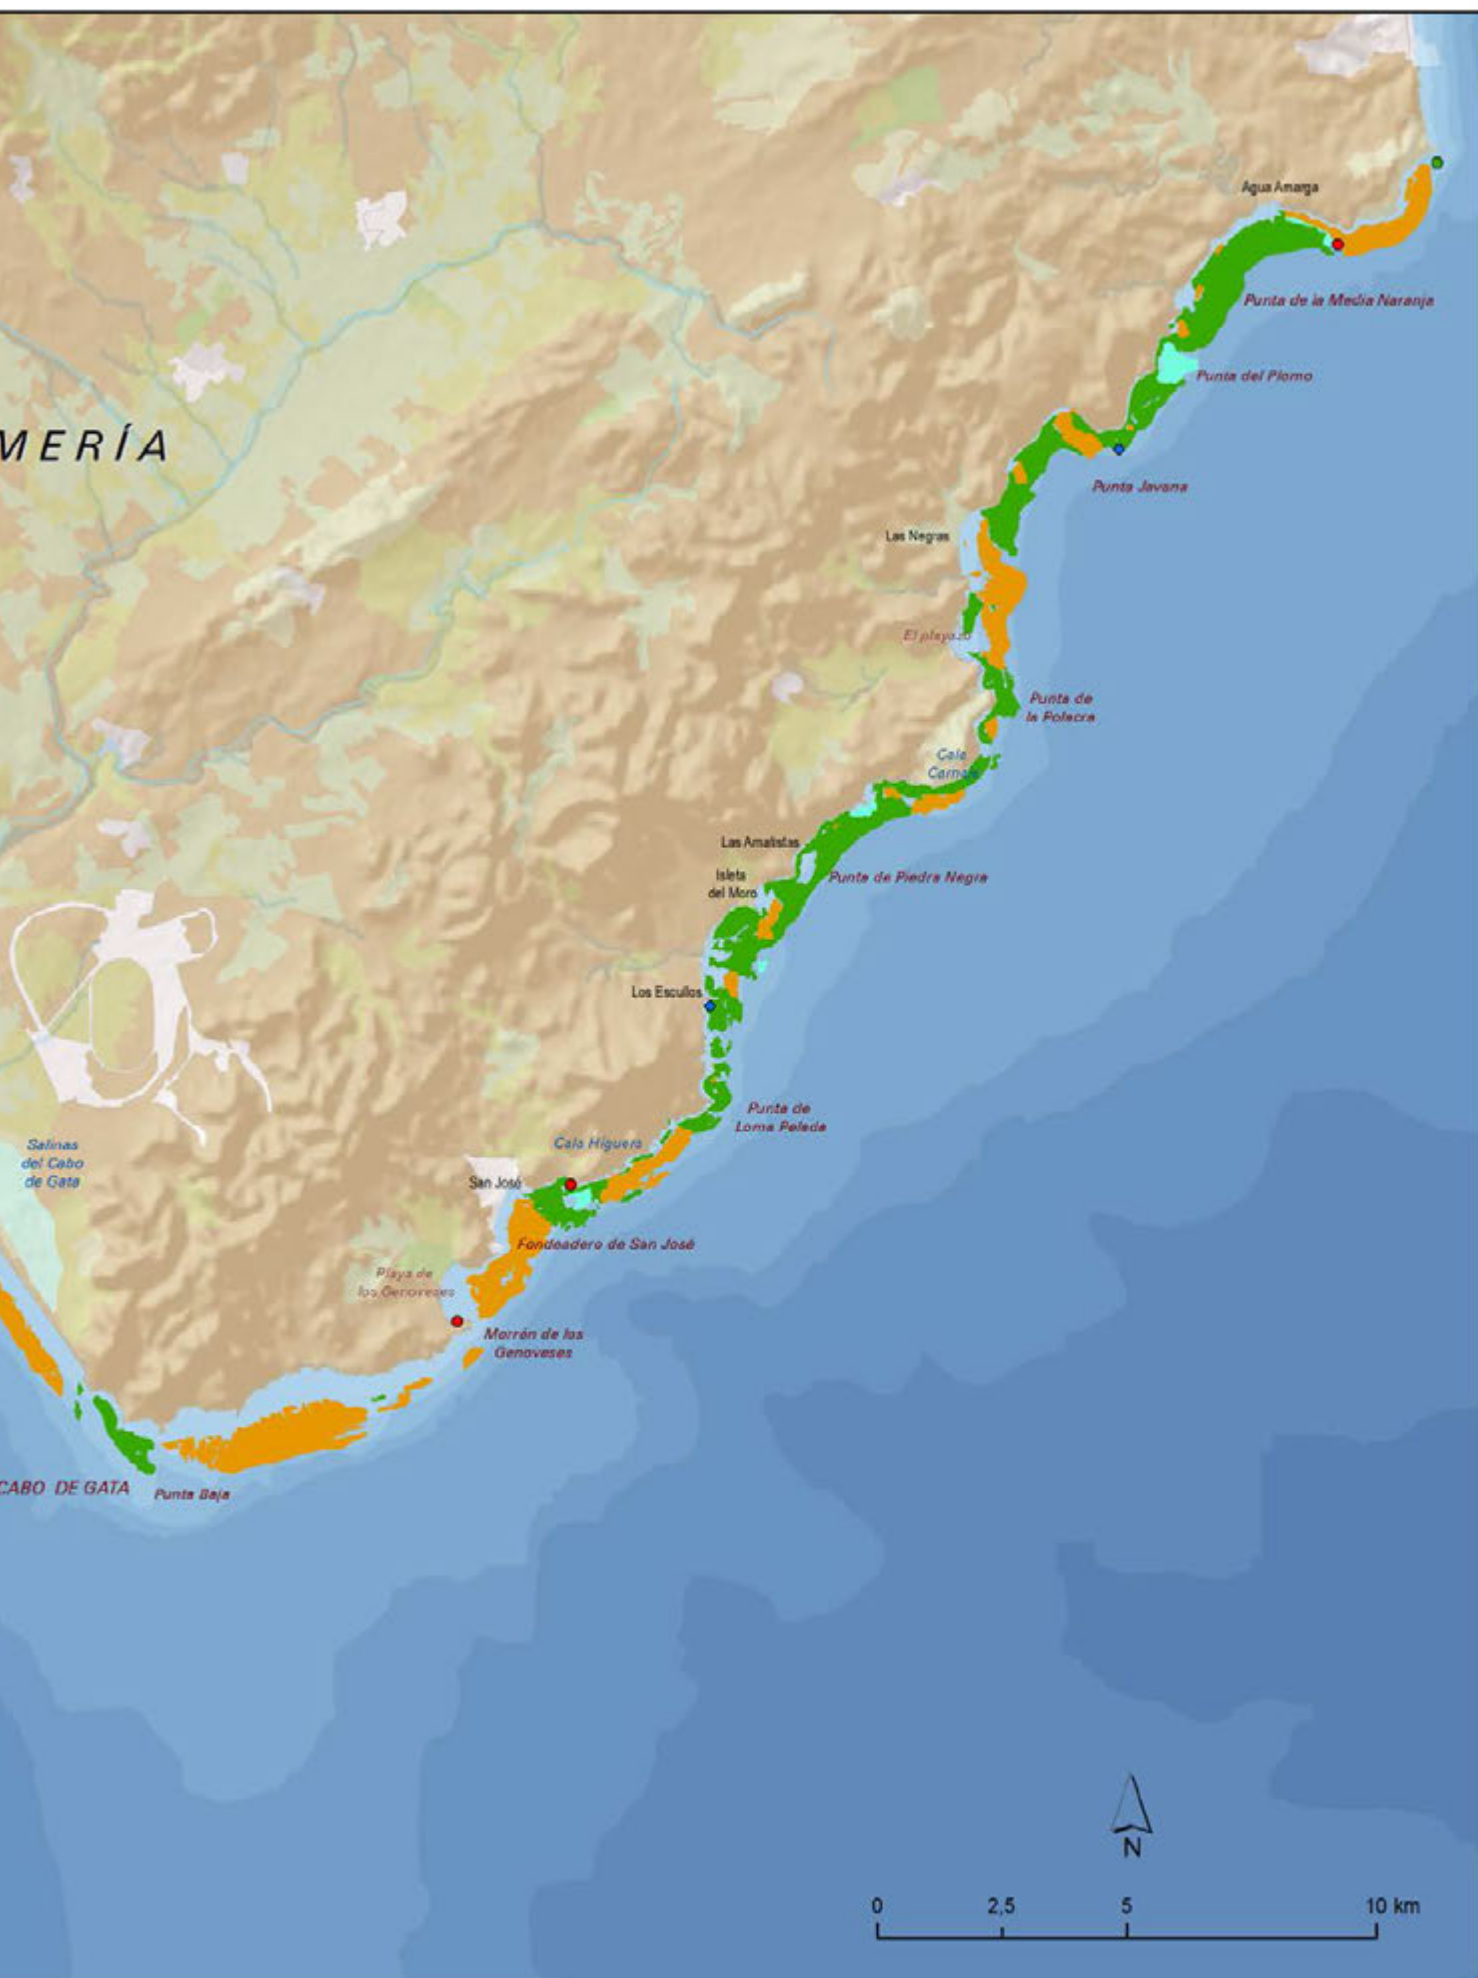 Agua Amarga
Punta de la Media Naranja
Punta del Plomo
MERÍA
Punta Javana
Las Negras
El playazo
Punta de
la Polacra
Cala
Las Amatistas
Isleta
del Moro
Punta de Piedra Negra
Los Escullos
Punta de
Loma Pelada
Salinas
del Cabo
de Gata
Cala Higuera
San José
Fondeadero de San José
Playa de
los Genoveses
Morrón de los
Genoveses
CABO DE GATA
Punta Baja
N
0 2,5 5 10 km